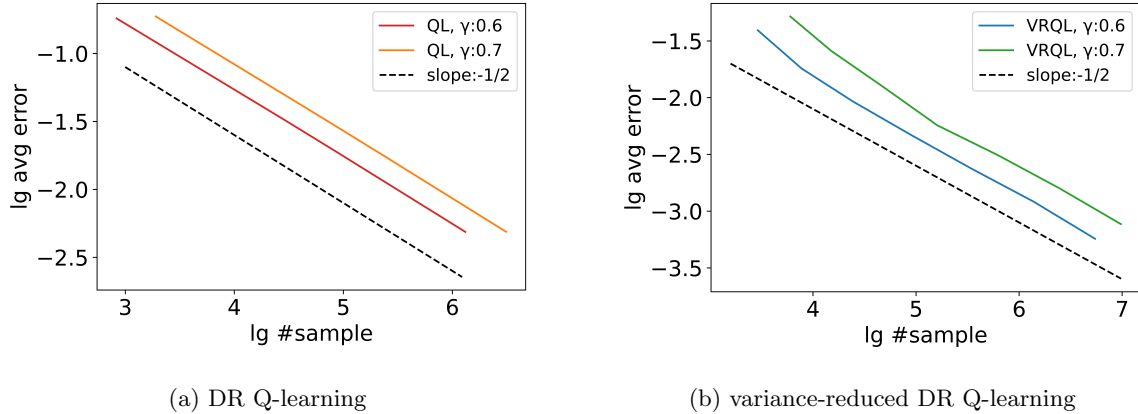 QL, γ:0.6
QL, γ:0.7
slope:-1/2
lg avg error
−1.0
−1.5
−2.0
−2.5
3 4 5 6
lg #sample
(a) DR Q-learning
VRQL, γ:0.6
VRQL, γ:0.7
slope:-1/2
lg avg error
−1.5
−2.0
−2.5
−3.0
−3.5
4 5 6 7
lg #sample
(b) variance-reduced DR Q-learning